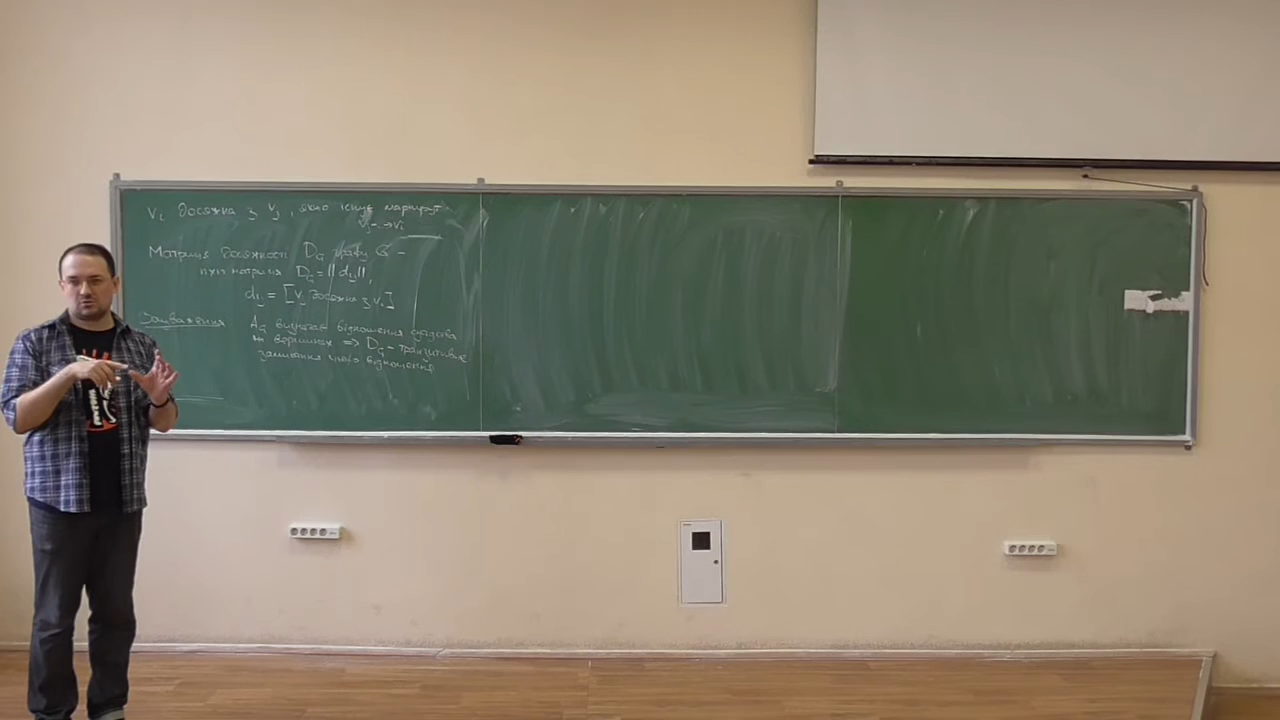 Vᵢ досяжна з Vⱼ, якщо існує маршрут
Vⱼ-...→Vᵢ
Матриця досяжності D_G графу G –
n×n матриця D_G = ||dᵢⱼ||,
dᵢⱼ = [Vⱼ досяжна з Vᵢ]
Зауваження A_G визначає відношення сусідства
на вершинах ⇒ D_G – транзитивне
замикання цього відношення